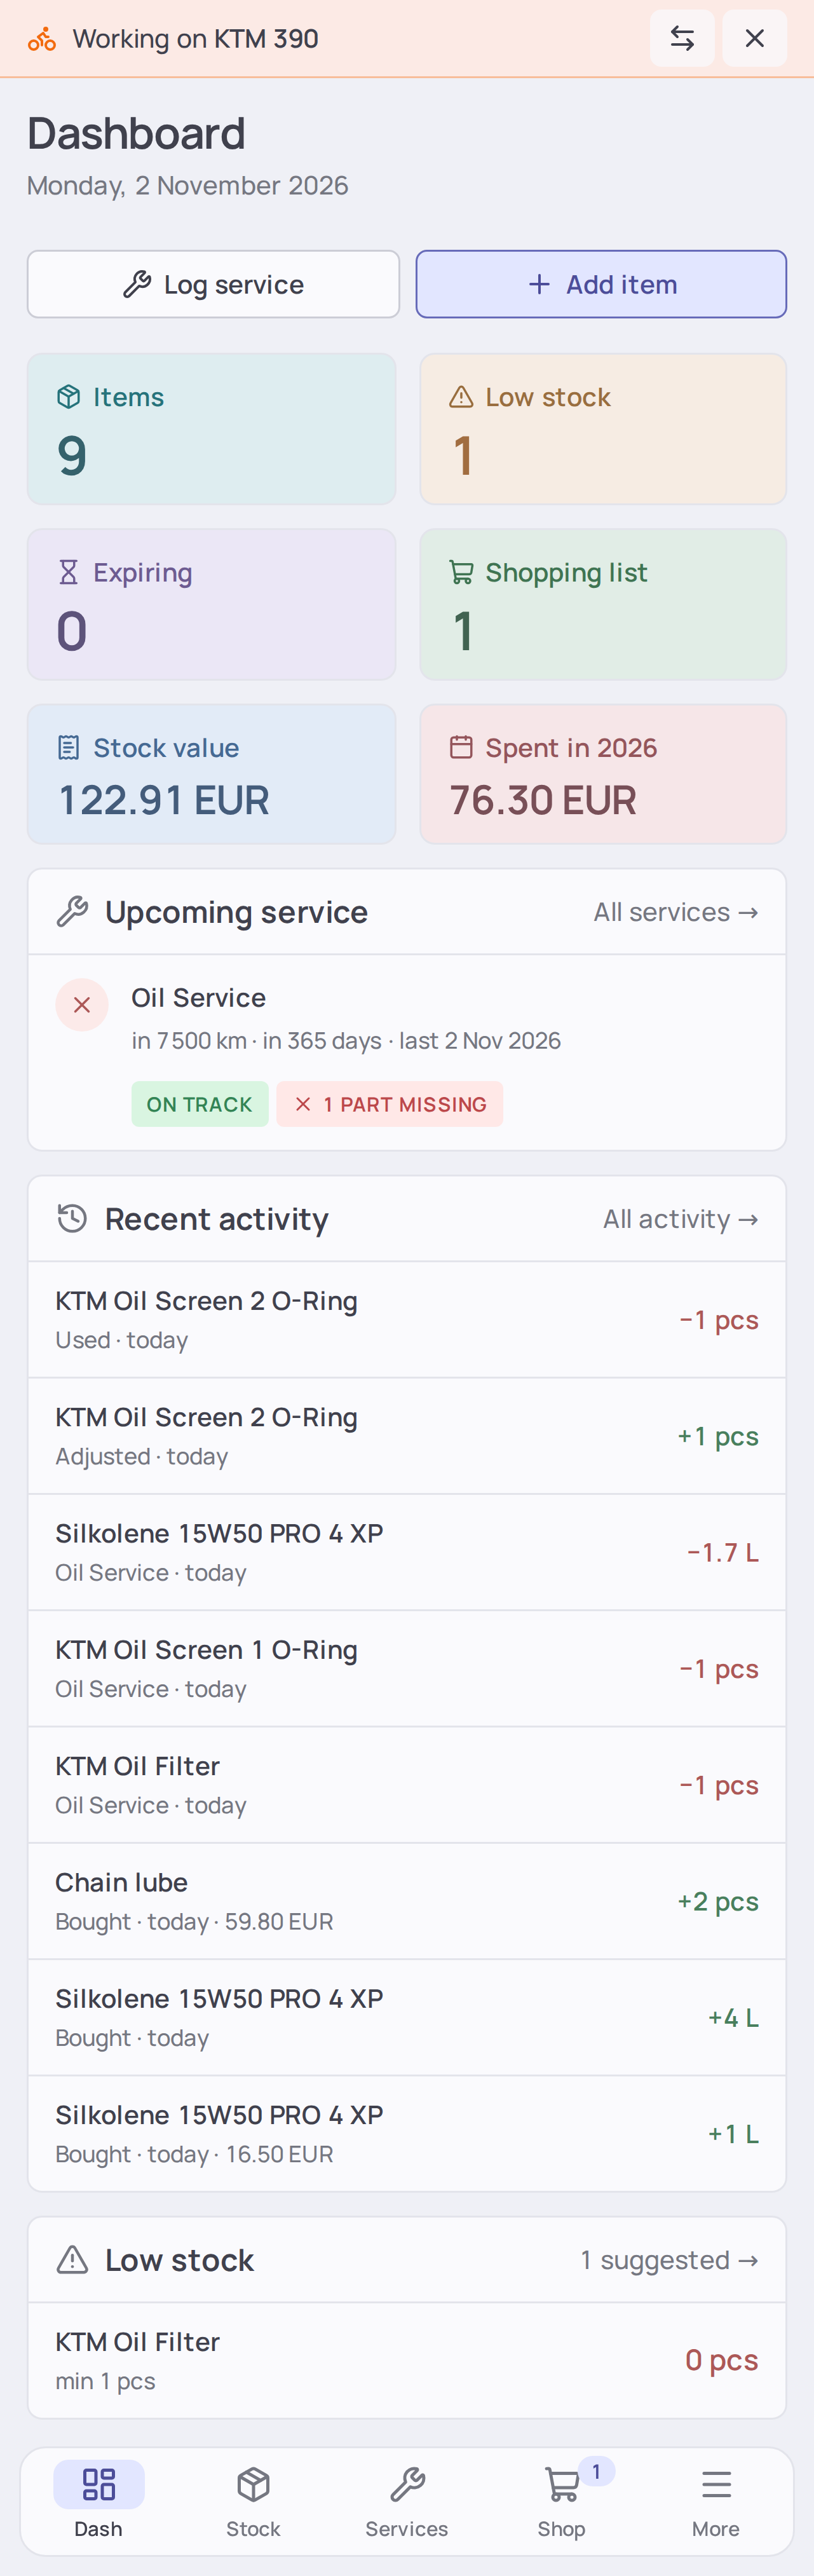 Working on KTM 390
Dashboard
Monday, 2 November 2026
Log service
Add item
Items
9
Low stock
1
Expiring
0
Shopping list
1
Stock value
122.91 EUR
Spent in 2026
76.30 EUR
Upcoming service
All services →
Oil Service
in 7 500 km · in 365 days · last 2 Nov 2026
ON TRACK
1 PART MISSING
Recent activity
All activity →
KTM Oil Screen 2 O-Ring
Used · today
−1 pcs
KTM Oil Screen 2 O-Ring
Adjusted · today
+1 pcs
Silkolene 15W50 PRO 4 XP
Oil Service · today
−1.7 L
KTM Oil Screen 1 O-Ring
Oil Service · today
−1 pcs
KTM Oil Filter
Oil Service · today
−1 pcs
Chain lube
Bought · today · 59.80 EUR
+2 pcs
Silkolene 15W50 PRO 4 XP
Bought · today
+4 L
Silkolene 15W50 PRO 4 XP
Bought · today · 16.50 EUR
+1 L
Low stock
1 suggested →
KTM Oil Filter
min 1 pcs
0 pcs
1
Dash
Stock
Services
Shop
More